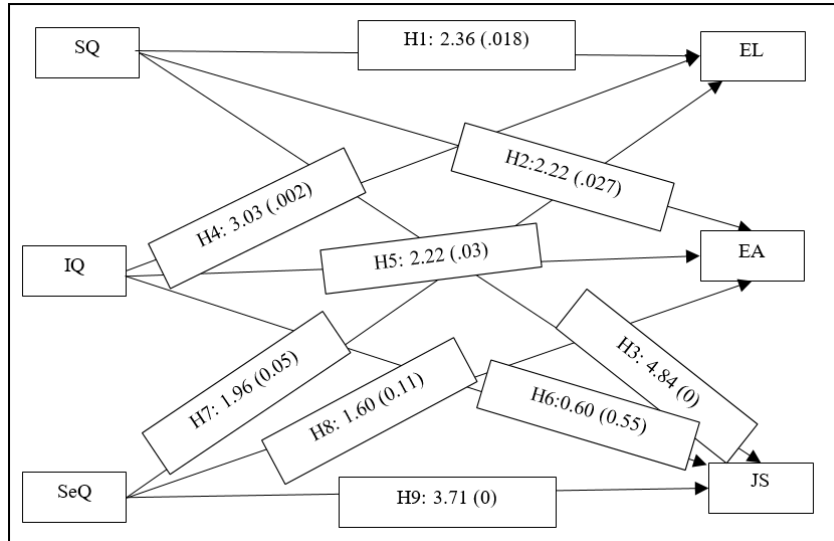 SQ
H1: 2.36 (.018)
EL
H2:2.22 (.027)
H4: 3.03 (.002)
IQ
H5: 2.22 (.03)
EA
H3: 4.84 (0)
H7: 1.96 (0.05)
H8: 1.60 (0.11)
H6:0.60 (0.55)
SeQ
H9: 3.71 (0)
JS